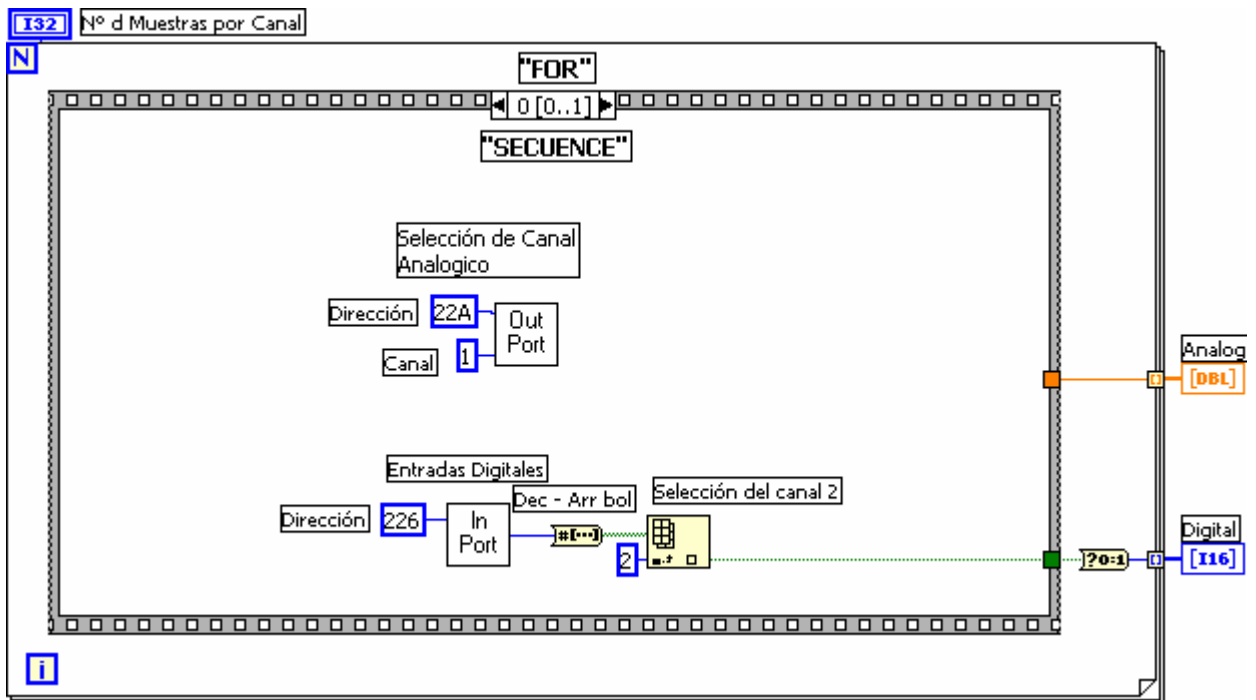 I32 Nº d Muestras por Canal
N
"FOR"
0 [0..1]
"SECUENCE"
Selección de Canal
Analogico
Dirección 22A
Out
Port
Canal 1
Analog
[DBL]
Entradas Digitales
Dec - Arr bol
Selección del canal 2
Dirección 226
In
Port
#[···]
2
Digital
?0:1
[I16]
i